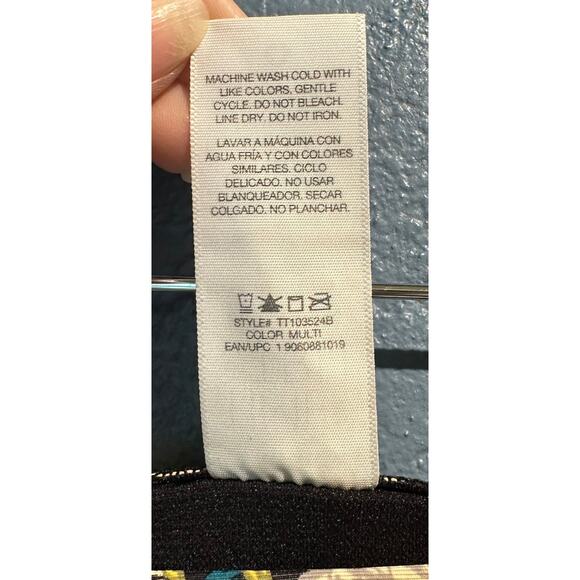 MACHINE WASH COLD WITH
LIKE COLORS. GENTLE
CYCLE. DO NOT BLEACH.
LINE DRY. DO NOT IRON.
LAVAR A MÁQUINA CON
AGUA FRÍA Y CON COLORES
SIMILARES. CICLO
DELICADO. NO USAR
BLANQUEADOR. SECAR
COLGADO. NO PLANCHAR.
STYLE# TT103524B
COLOR MULTI
EAN/UPC 1 9060881019